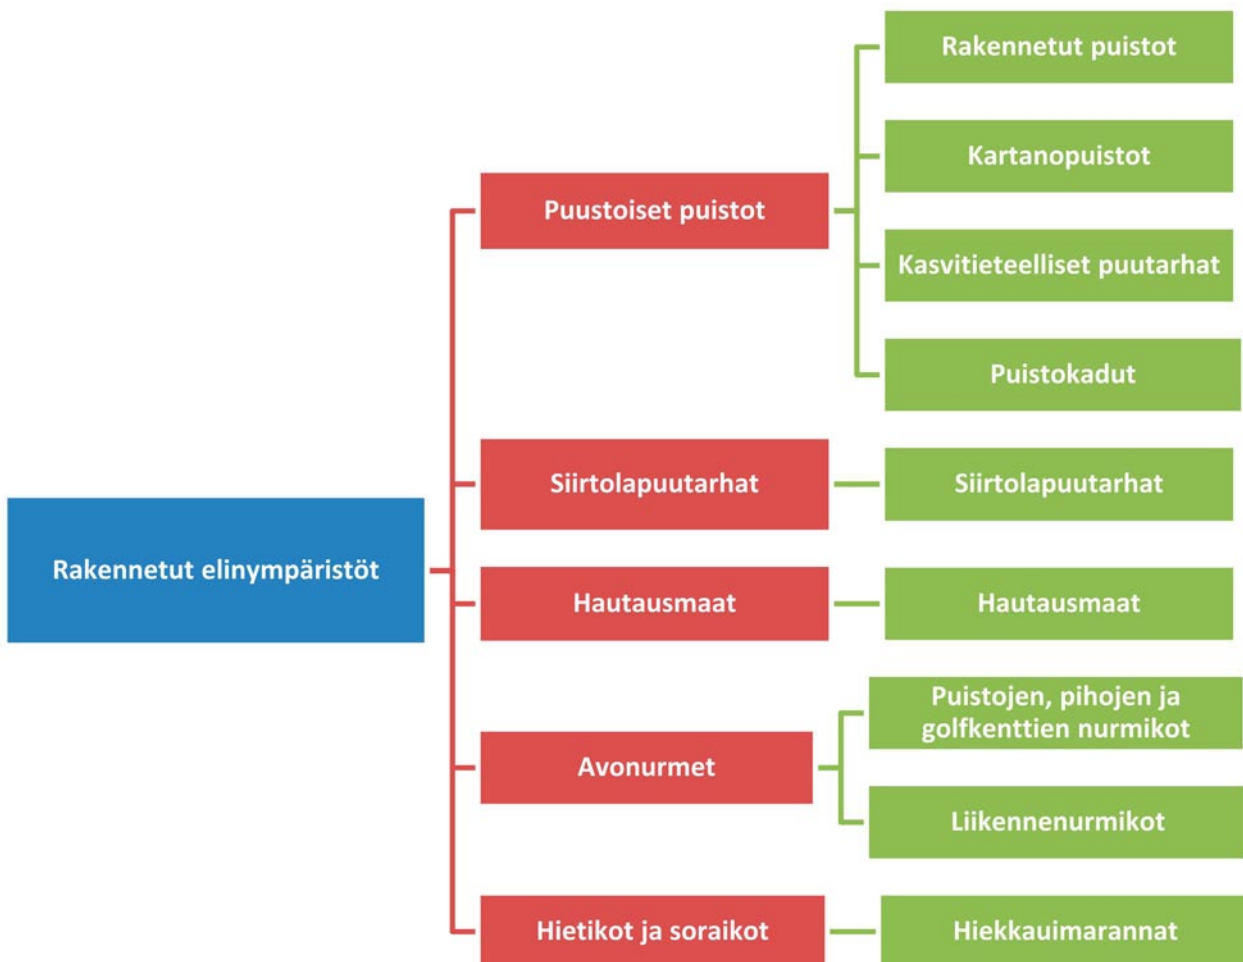 Rakennetut elinympäristöt
Puustoiset puistot
Rakennetut puistot
Kartanopuistot
Kasvitieteelliset puutarhat
Puistokadut
Siirtolapuutarhat
Siirtolapuutarhat
Hautausmaat
Hautausmaat
Avonurmet
Puistojen, pihojen ja
golfkenttien nurmikot
Liikennenurmikot
Hietikot ja soraikot
Hiekkauimarannat